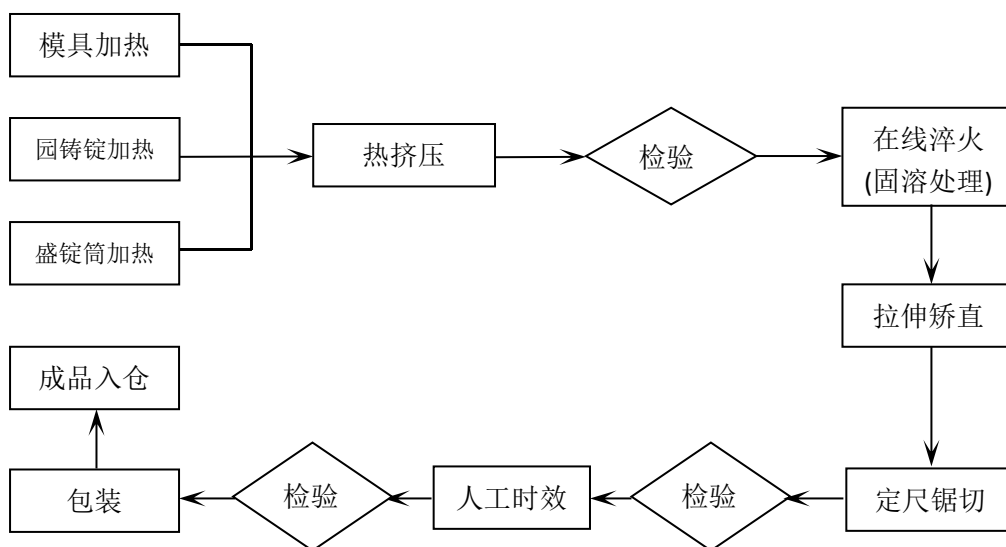 模具加热
园铸锭加热
盛锭筒加热
热挤压
检验
在线淬火
(固溶处理)
拉伸矫直
定尺锯切
检验
人工时效
检验
包装
成品入仓